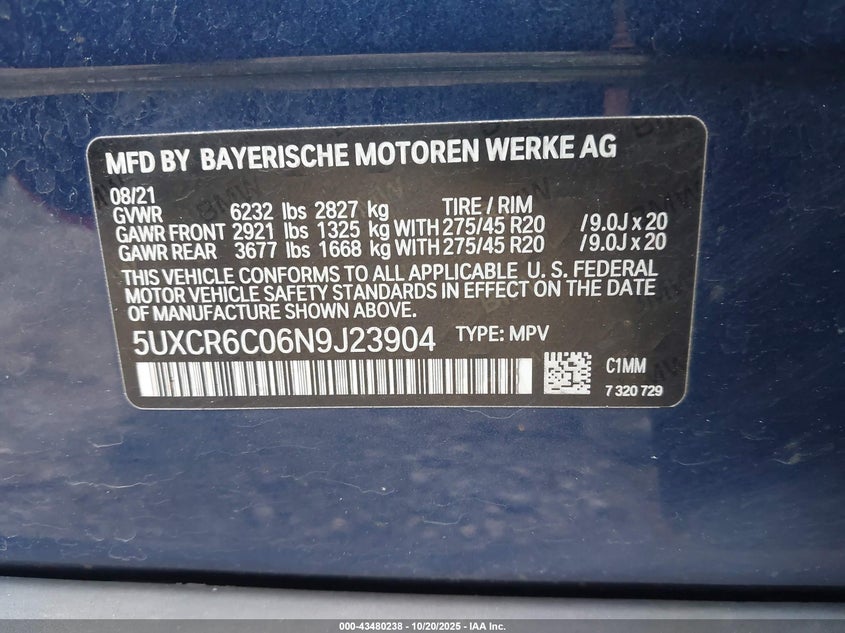 MFD BY BAYERISCHE MOTOREN WERKE AG
08/21
GVWR 6232 lbs 2827 kg TIRE / RIM
GAWR FRONT 2921 lbs 1325 kg WITH 275/45 R20 / 9.0J x 20
GAWR REAR 3677 lbs 1668 kg WITH 275/45 R20 / 9.0J x 20
THIS VEHICLE CONFORMS TO ALL APPLICABLE U. S. FEDERAL
MOTOR VEHICLE SAFETY STANDARDS IN EFFECT ON THE DATE
OF MANUFACTURE SHOWN ABOVE.
5UXCR6C06N9J23904 TYPE: MPV
C1MM
7 320 729
000-43480238 - 10/20/2025 - IAA Inc.